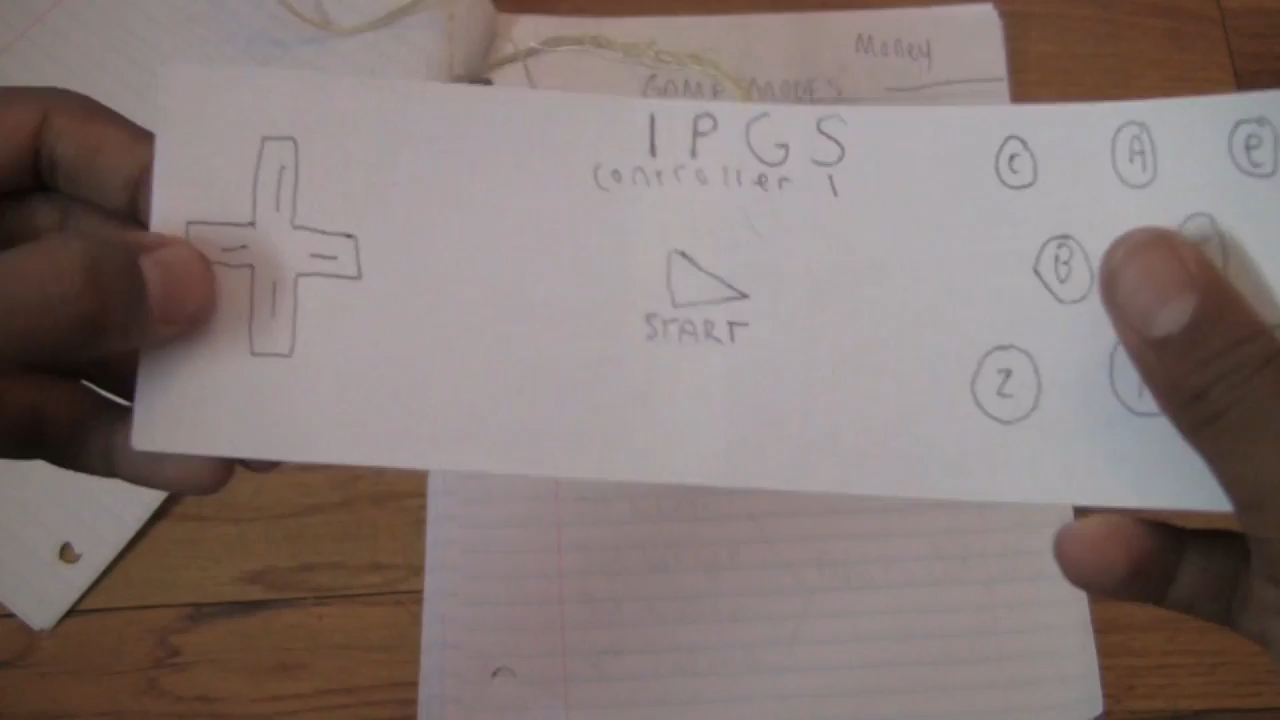 Money
GAME MODES
IPGS
Controller 1
C A e
B
START
Z